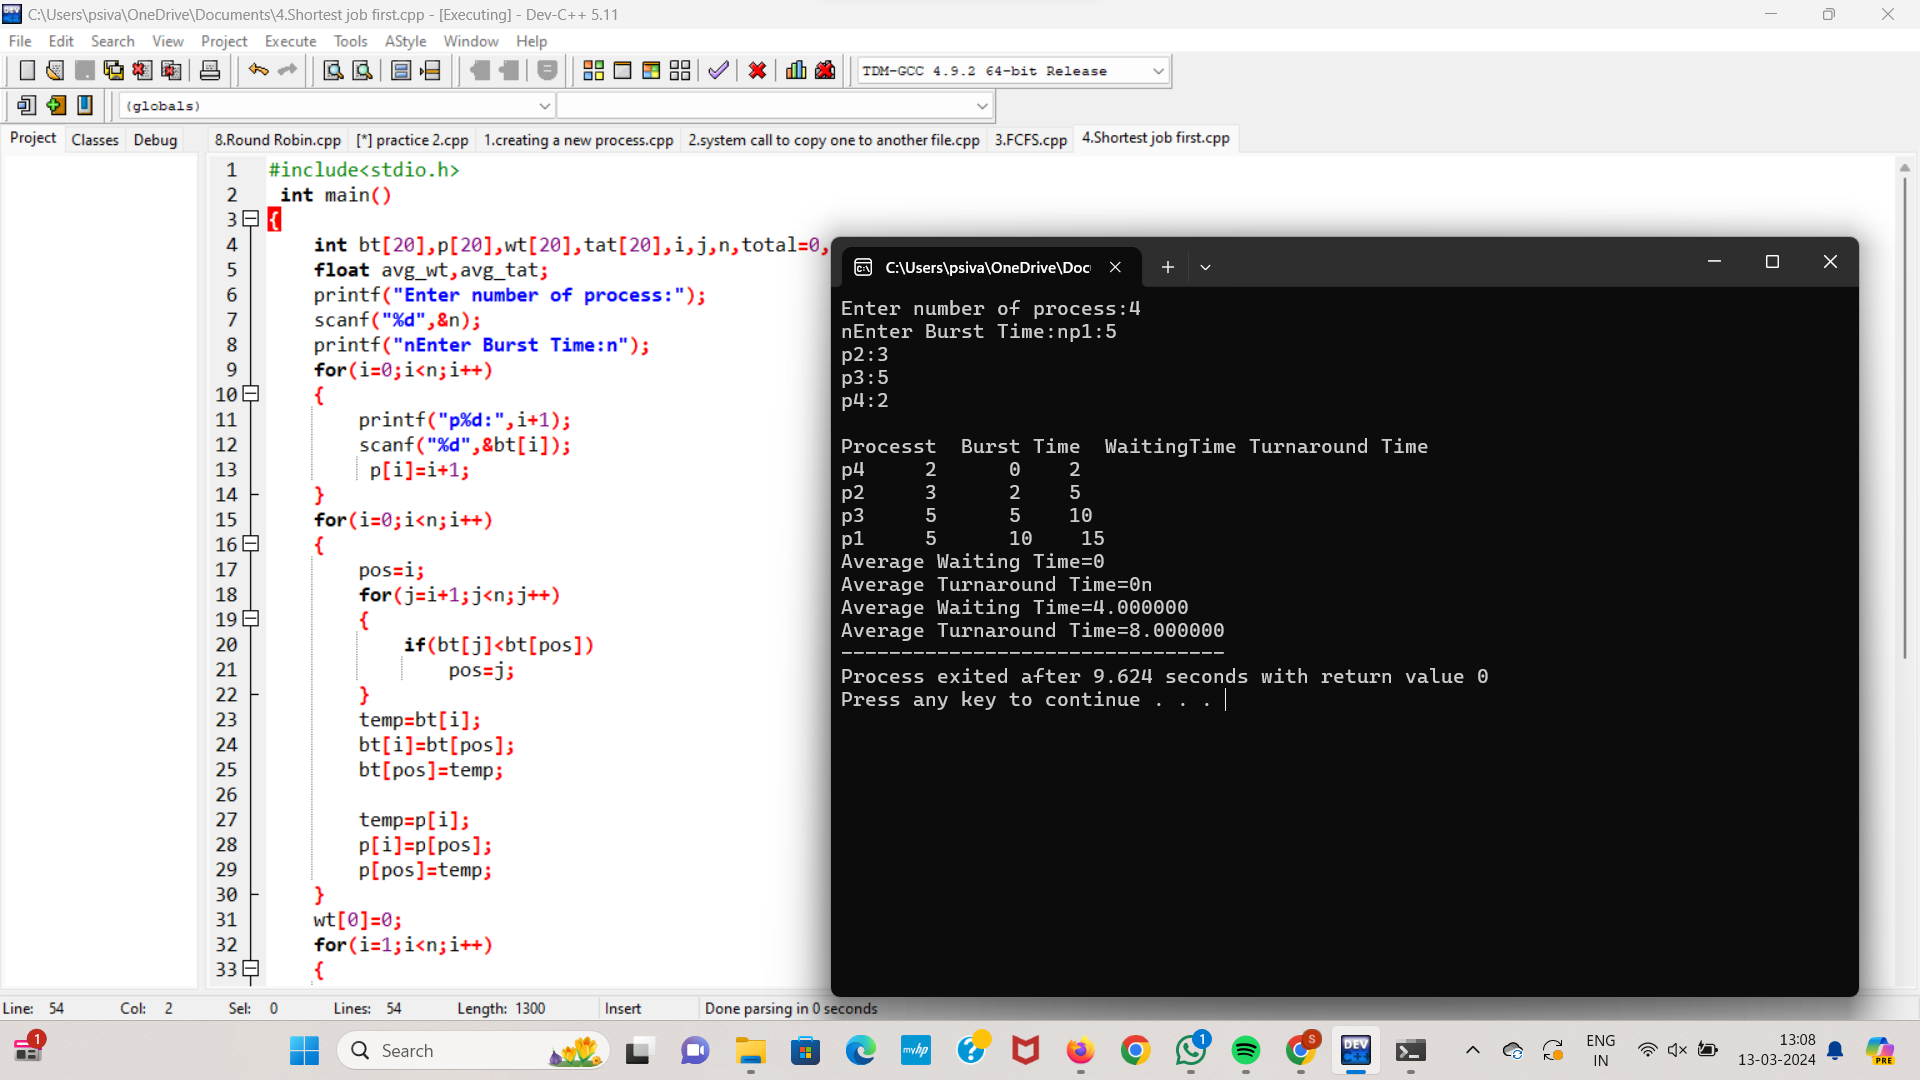 C:\Users\psiva\OneDrive\Documents\4.Shortest job first.cpp - [Executing] - Dev-C++ 5.11
File Edit Search View Project Execute Tools AStyle Window Help
TDM-GCC 4.9.2 64-bit Release
(globals)
Project Classes Debug 8.Round Robin.cpp [*] practice 2.cpp 1.creating a new process.cpp 2.system call to copy one to another file.cpp 3.FCFS.cpp 4.Shortest job first.cpp
1 #include<stdio.h>
2 int main()
3 {
4 int bt[20],p[20],wt[20],tat[20],i,j,n,total=0,
5 float avg_wt,avg_tat;
6 printf("Enter number of process:");
7 scanf("%d",&n);
8 printf("nEnter Burst Time:n");
9 for(i=0;i<n;i++)
10 {
11 printf("p%d:",i+1);
12 scanf("%d",&bt[i]);
13 p[i]=i+1;
14 }
15 for(i=0;i<n;i++)
16 {
17 pos=i;
18 for(j=i+1;j<n;j++)
19 {
20 if(bt[j]<bt[pos])
21 pos=j;
22 }
23 temp=bt[i];
24 bt[i]=bt[pos];
25 bt[pos]=temp;
26
27 temp=p[i];
28 p[i]=p[pos];
29 p[pos]=temp;
30 }
31 wt[0]=0;
32 for(i=1;i<n;i++)
33 {
C:\Users\psiva\OneDrive\Doc
Enter number of process:4
nEnter Burst Time:np1:5
p2:3
p3:5
p4:2
Processt Burst Time WaitingTime Turnaround Time
p4 2 0 2
p2 3 2 5
p3 5 5 10
p1 5 10 15
Average Waiting Time=0
Average Turnaround Time=0n
Average Waiting Time=4.000000
Average Turnaround Time=8.000000
--------------------------------
Process exited after 9.624 seconds with return value 0
Press any key to continue . . .
Line: 54 Col: 2 Sel: 0 Lines: 54 Length: 1300 Insert Done parsing in 0 seconds
1
Search
myhp
1
S
DEV
ENG
IN
13:08
13-03-2024
PRE